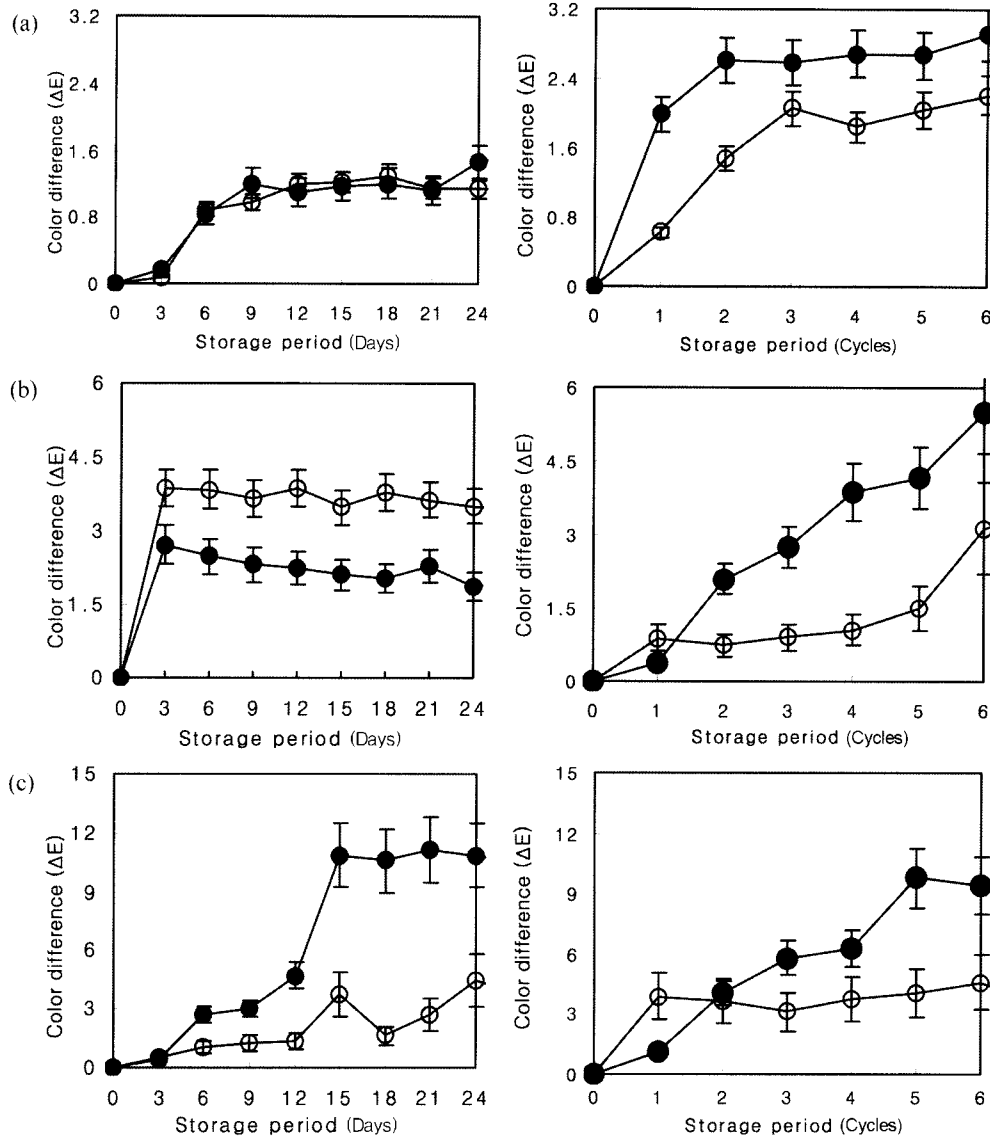 (a)
Color difference (ΔE)
3.2
2.4
1.6
0.8
0
0 3 6 9 12 15 18 21 24
Storage period (Days)
Color difference (ΔE)
3.2
2.4
1.6
0.8
0
0 1 2 3 4 5 6
Storage period (Cycles)
(b)
Color difference (ΔE)
6
4.5
3
1.5
0
0 3 6 9 12 15 18 21 24
Storage period (Days)
Color difference (ΔE)
6
4.5
3
1.5
0
0 1 2 3 4 5 6
Storage period (Cycles)
(c)
Color difference (ΔE)
15
12
9
6
3
0
0 3 6 9 12 15 18 21 24
Storage period (Days)
Color difference (ΔE)
15
12
9
6
3
0
0 1 2 3 4 5 6
Storage period (Cycles)